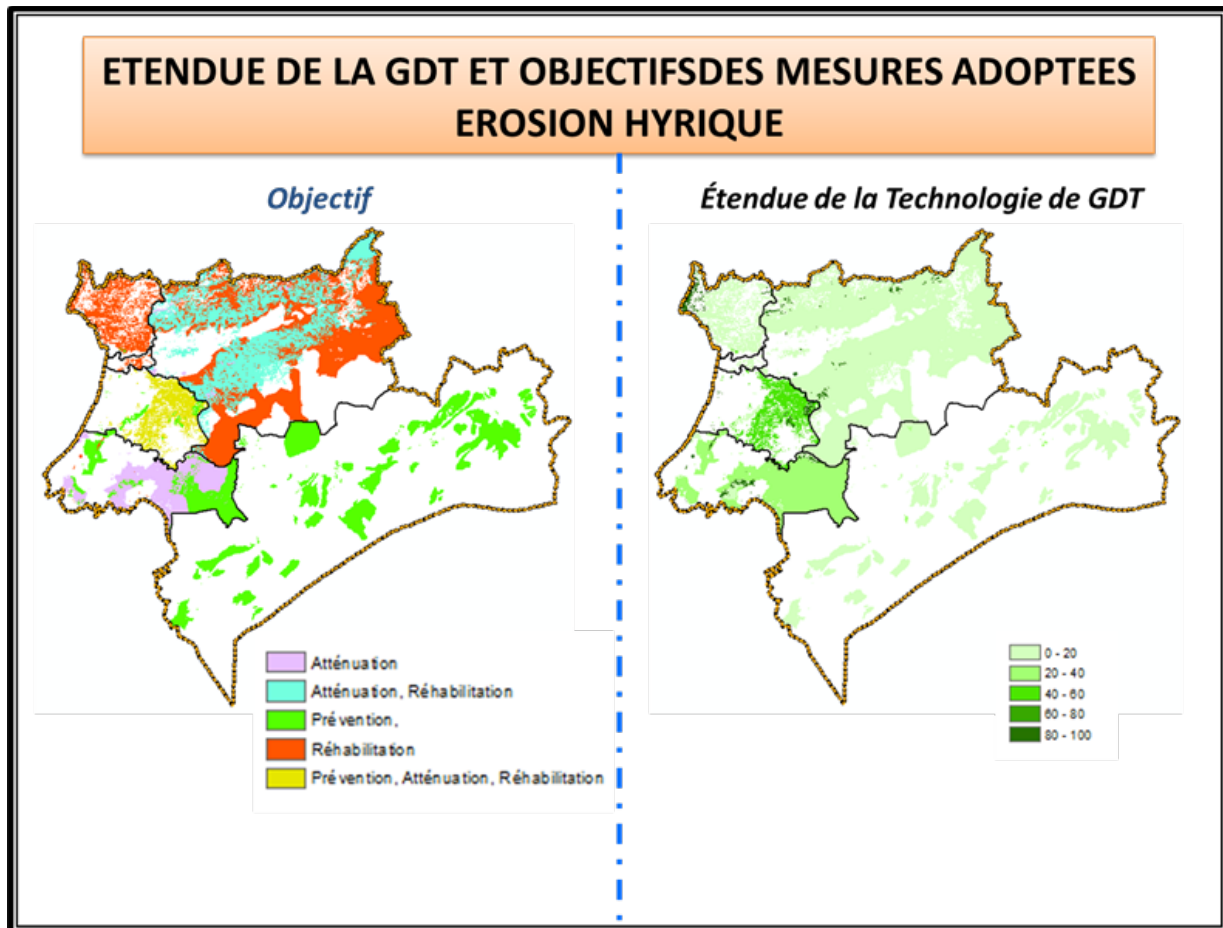 ETENDUE DE LA GDT ET OBJECTIFSDES MESURES ADOPTEES
EROSION HYRIQUE
Objectif
Étendue de la Technologie de GDT
Atténuation
Atténuation, Réhabilitation
Prévention,
Réhabilitation
Prévention, Atténuation, Réhabilitation
0 - 20
20 - 40
40 - 60
60 - 80
80 - 100